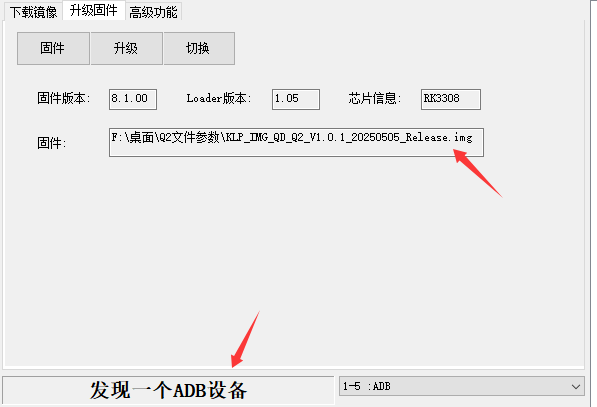 下载镜像 升级固件 高级功能
固件 升级 切换
固件版本: 8.1.00 Loader版本: 1.05 芯片信息: RK3308
固件: F:\桌面\Q2文件参数\KLP_IMG_QD_Q2_V1.0.1_20250505_Release.img
发现一个ADB设备 1-5 :ADB